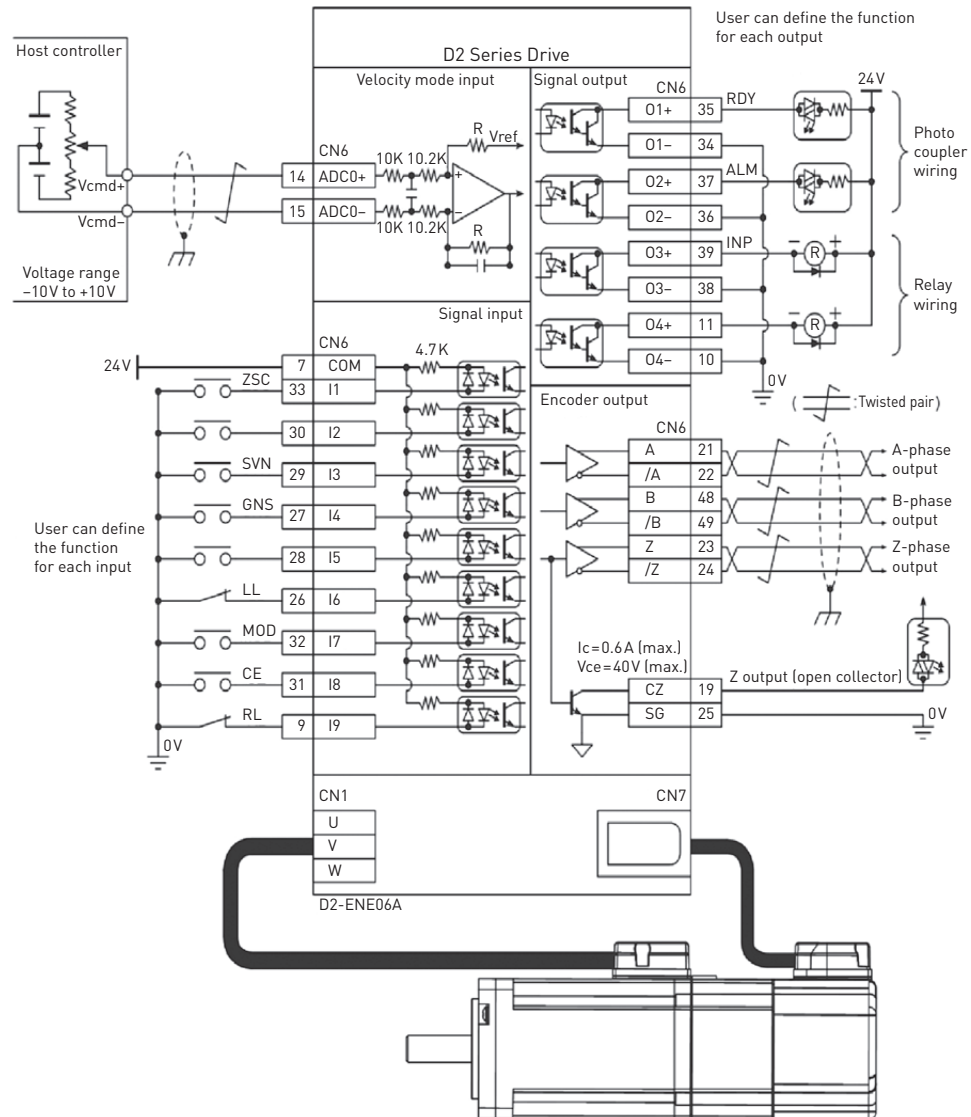 User can define the function
for each output
Host controller
Vcmd+
Vcmd−
Voltage range
−10V to +10V
D2 Series Drive
Velocity mode input
CN6
14 ADC0+
15 ADC0−
10K 10.2K
10K 10.2K
R
Vref
+
−
R
Signal output
CN6
O1+ 35 RDY
O1− 34
O2+ 37 ALM
O2− 36
O3+ 39 INP
O3− 38
O4+ 11
O4− 10
24V
Photo
coupler
wiring
− R +
− R +
Relay
wiring
0V
Signal input
CN6
4.7K
24V
7 COM
ZSC 33 I1
30 I2
SVN 29 I3
GNS 27 I4
28 I5
LL 26 I6
MOD 32 I7
CE 31 I8
RL 9 I9
0V
User can define
the function
for each input
Encoder output
( :Twisted pair)
CN6
A 21
/A 22
B 48
/B 49
Z 23
/Z 24
A-phase
output
B-phase
output
Z-phase
output
Ic=0.6A (max.)
Vce=40V (max.)
Z output (open collector)
CZ 19
SG 25
0V
CN1
U
V
W
CN7
D2-ENE06A